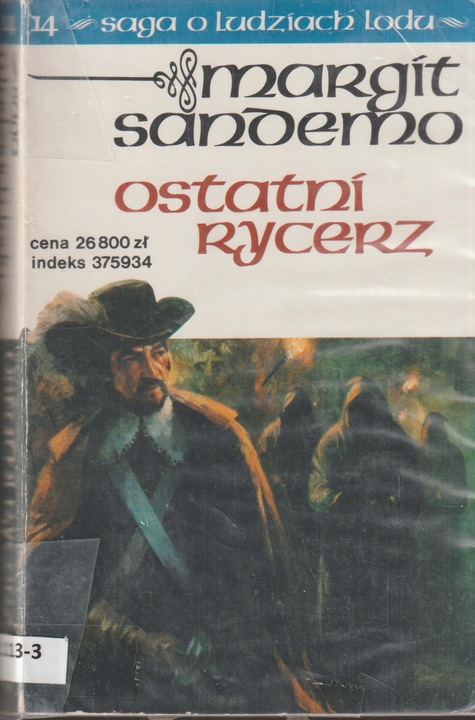 14 saga o Ludziach Lodu
margit
sandemo
ostatni
rycerz
cena 26 800 zł
indeks 375934
13-3